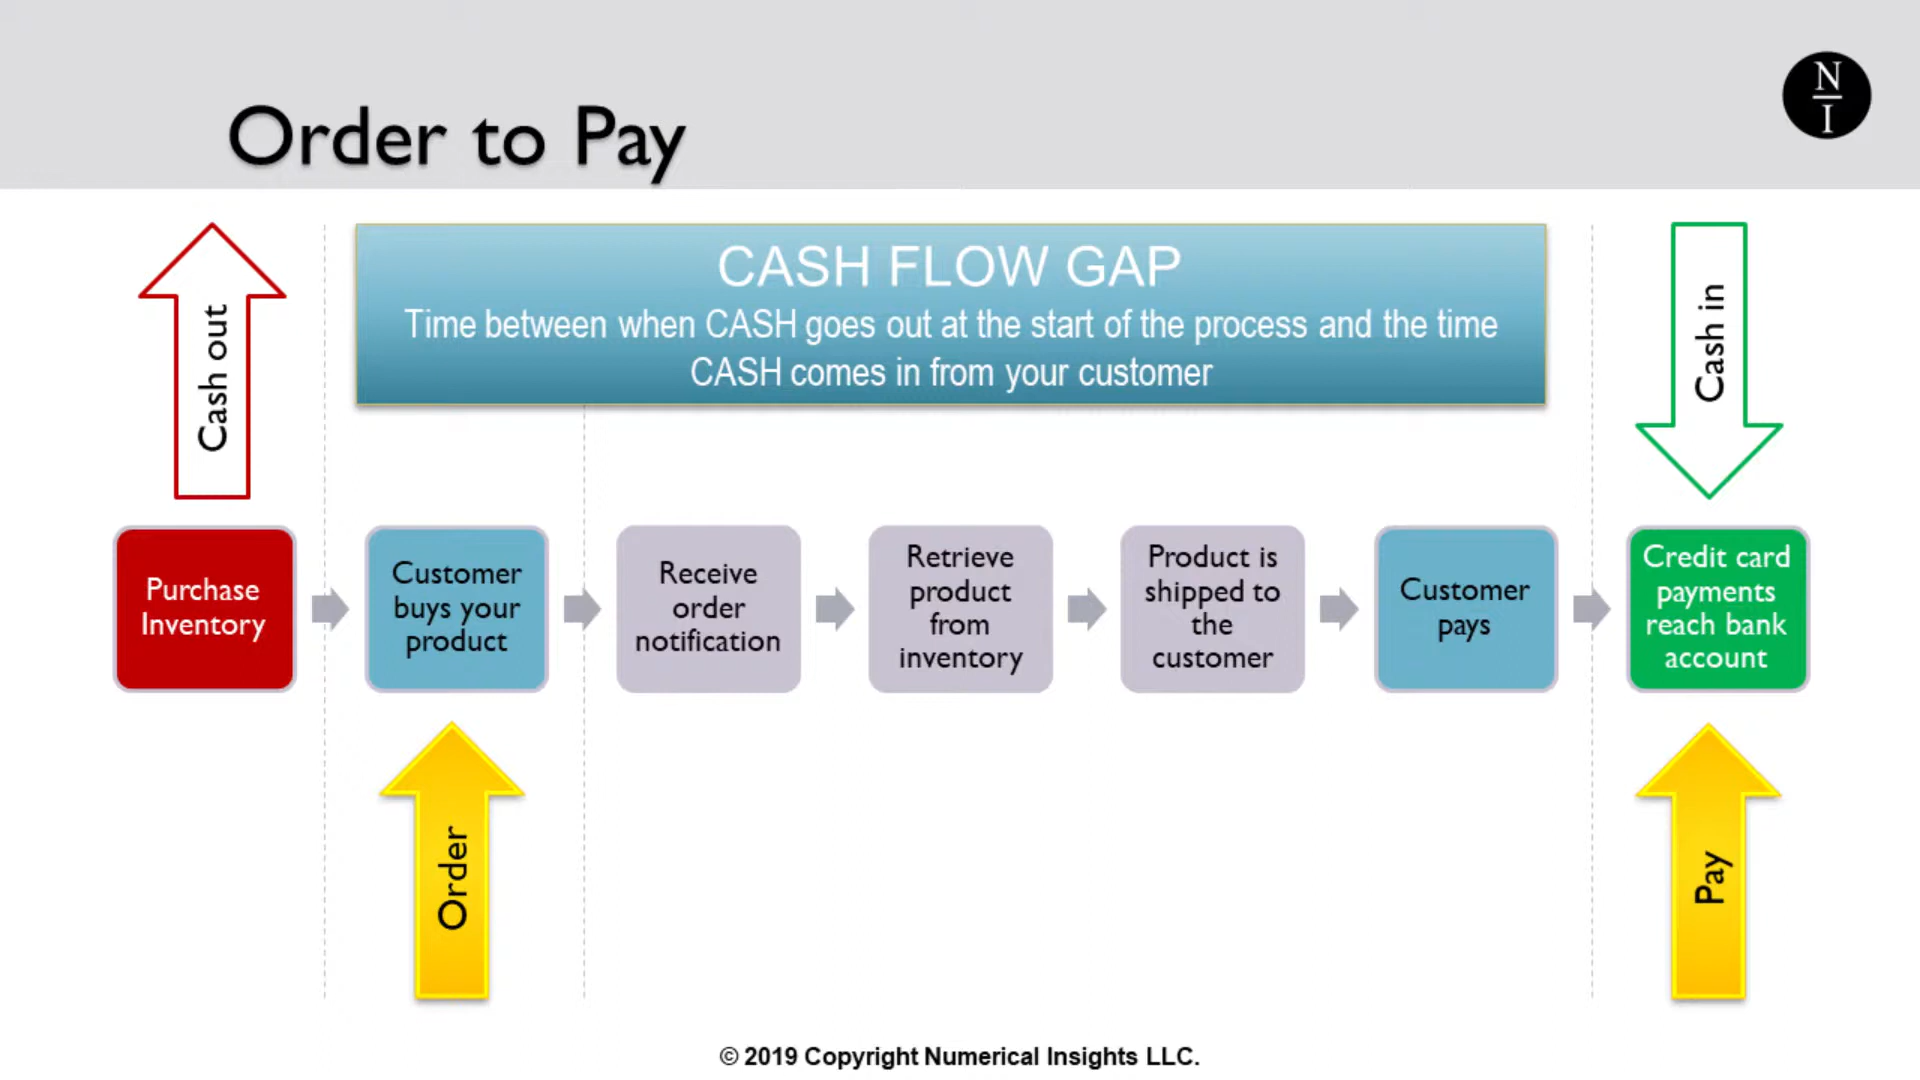 N
I
Order to Pay
Cash out
CASH FLOW GAP
Time between when CASH goes out at the start of the process and the time
CASH comes in from your customer
Cash in
Purchase
Inventory
Customer
buys your
product
Receive
order
notification
Retrieve
product
from
inventory
Product is
shipped to
the
customer
Customer
pays
Credit card
payments
reach bank
account
Order
Pay
© 2019 Copyright Numerical Insights LLC.